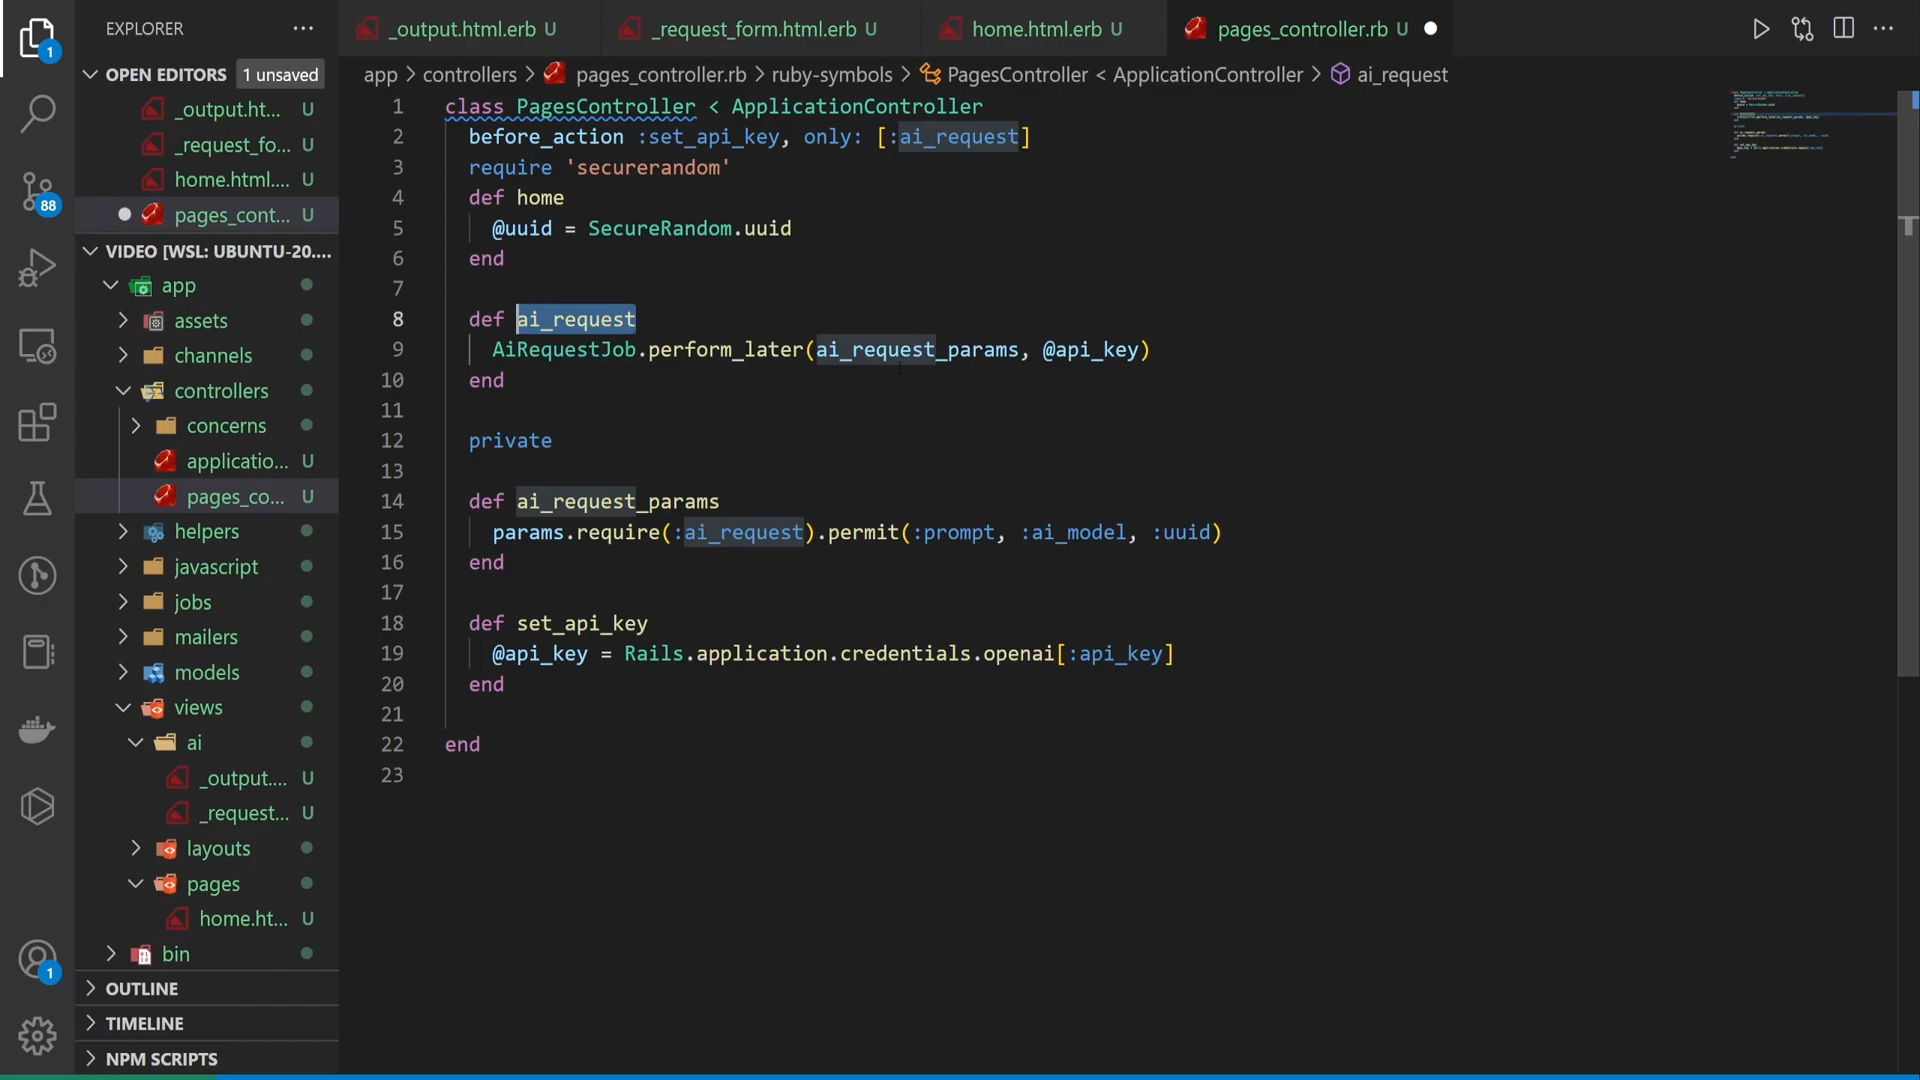 EXPLORER
_output.html.erb U
_request_form.html.erb U
home.html.erb U
pages_controller.rb U
OPEN EDITORS 1 unsaved
_output.ht... U
_request_fo... U
home.html.... U
pages_cont... U
VIDEO [WSL: UBUNTU-20....
app
assets
channels
controllers
concerns
applicatio... U
pages_co... U
helpers
javascript
jobs
mailers
models
views
ai
_output.... U
_request... U
layouts
pages
home.ht... U
bin
OUTLINE
TIMELINE
NPM SCRIPTS
1
88
1
app > controllers > pages_controller.rb > ruby-symbols > PagesController < ApplicationController > ai_request
1 class PagesController < ApplicationController
2 before_action :set_api_key, only: [:ai_request]
3 require 'securerandom'
4 def home
5 @uuid = SecureRandom.uuid
6 end
7
8 def ai_request
9 AiRequestJob.perform_later(ai_request_params, @api_key)
10 end
11
12 private
13
14 def ai_request_params
15 params.require(:ai_request).permit(:prompt, :ai_model, :uuid)
16 end
17
18 def set_api_key
19 @api_key = Rails.application.credentials.openai[:api_key]
20 end
21
22 end
23